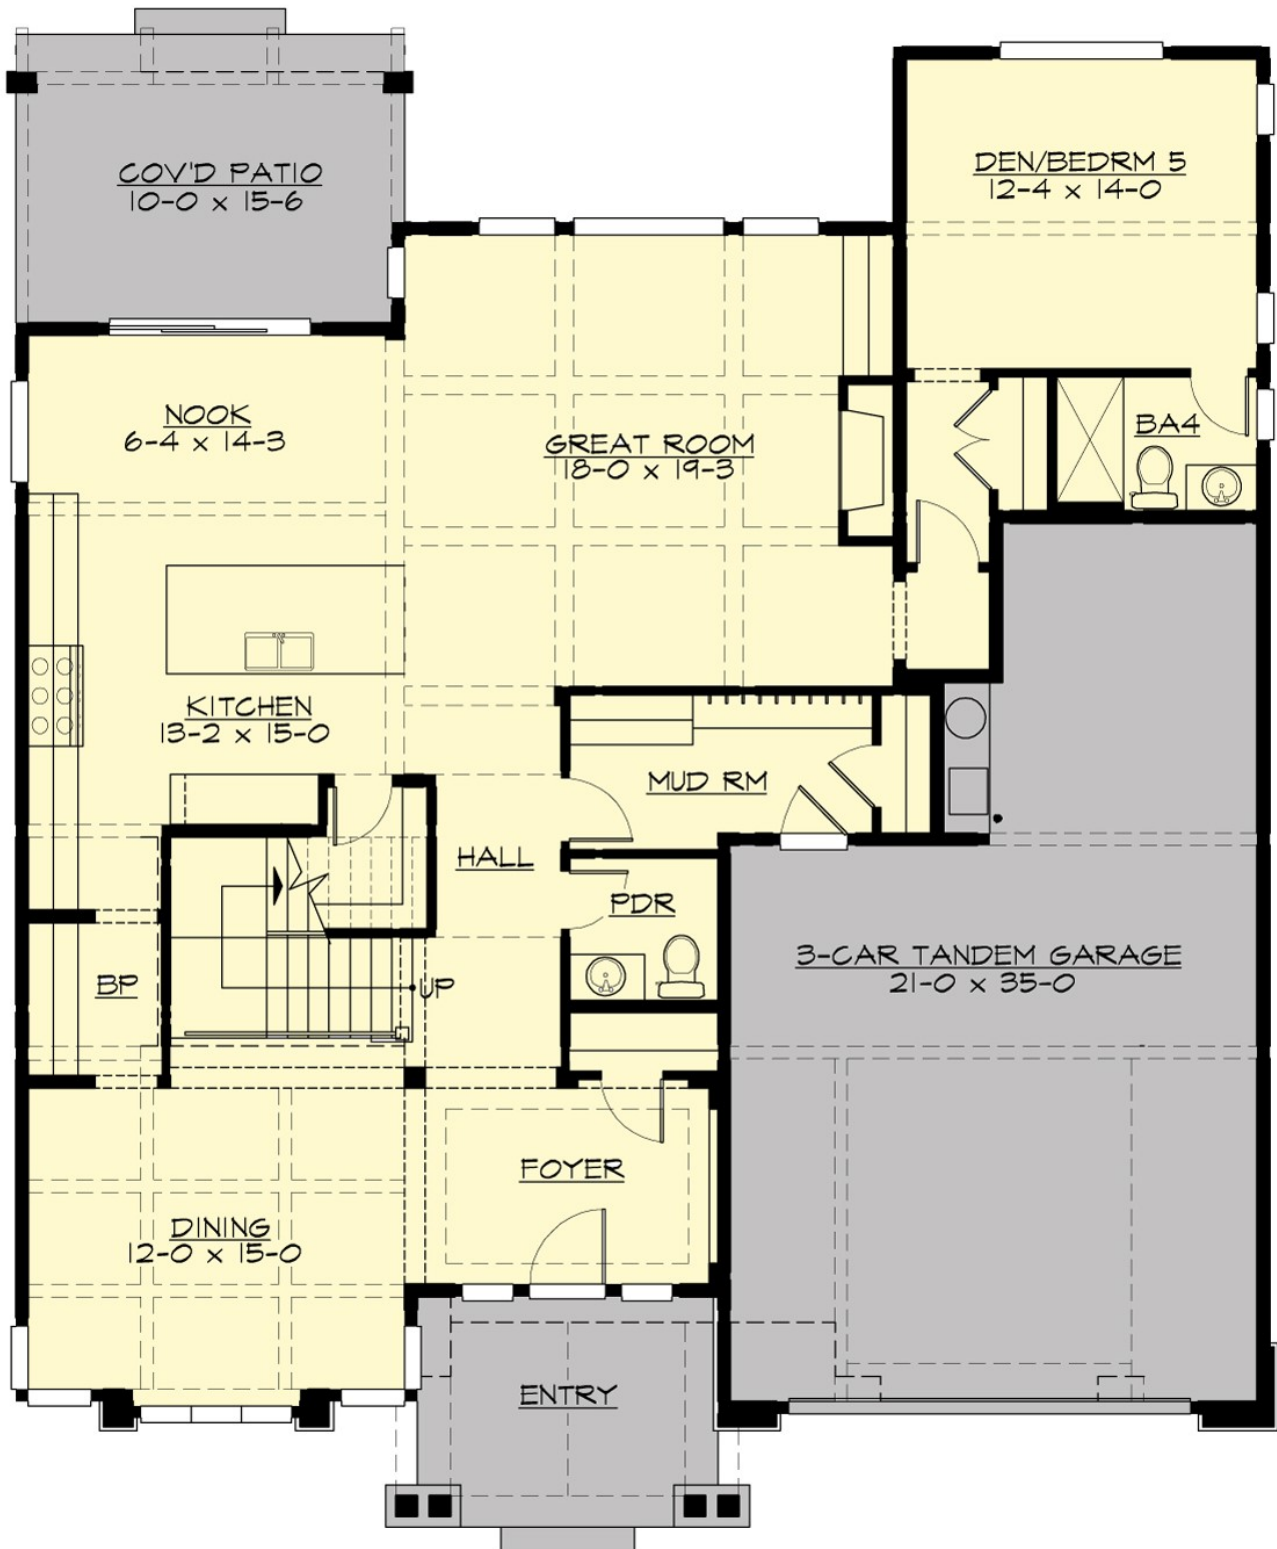 COV'D PATIO
10-0 x 15-6
DEN/BEDRM 5
12-4 x 14-0
NOOK
6-4 x 14-3
GREAT ROOM
18-0 x 19-3
BA4
KITCHEN
13-2 x 15-0
MUD RM
HALL
PDR
3-CAR TANDEM GARAGE
21-0 x 35-0
BP
UP
FOYER
DINING
12-0 x 15-0
ENTRY